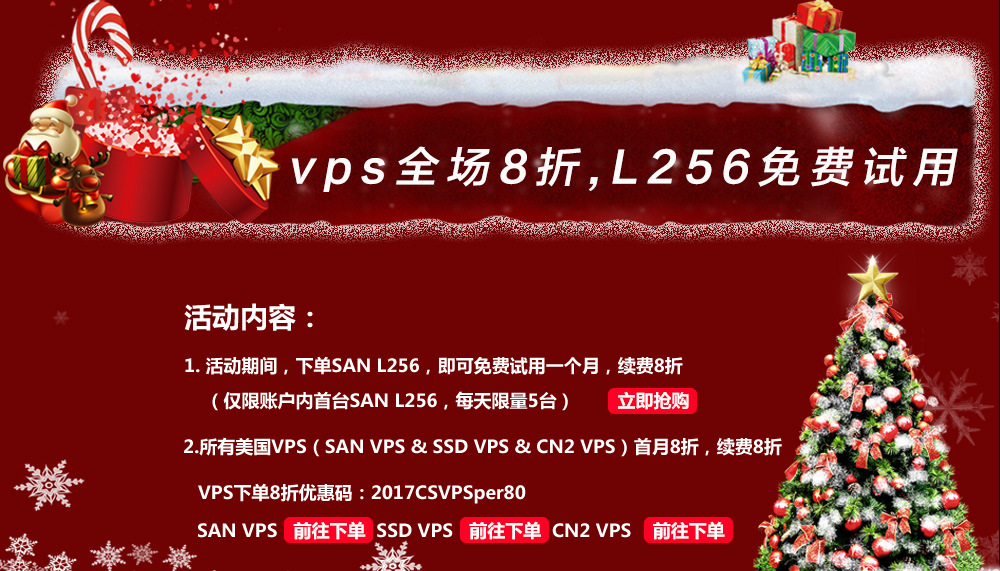 vps全场8折,L256免费试用
活动内容：
1. 活动期间，下单SAN L256，即可免费试用一个月，续费8折
（仅限账户内首台SAN L256，每天限量5台） 立即抢购
2.所有美国VPS（SAN VPS & SSD VPS & CN2 VPS）首月8折，续费8折
VPS下单8折优惠码：2017CSVPSper80
SAN VPS 前往下单 SSD VPS 前往下单 CN2 VPS 前往下单